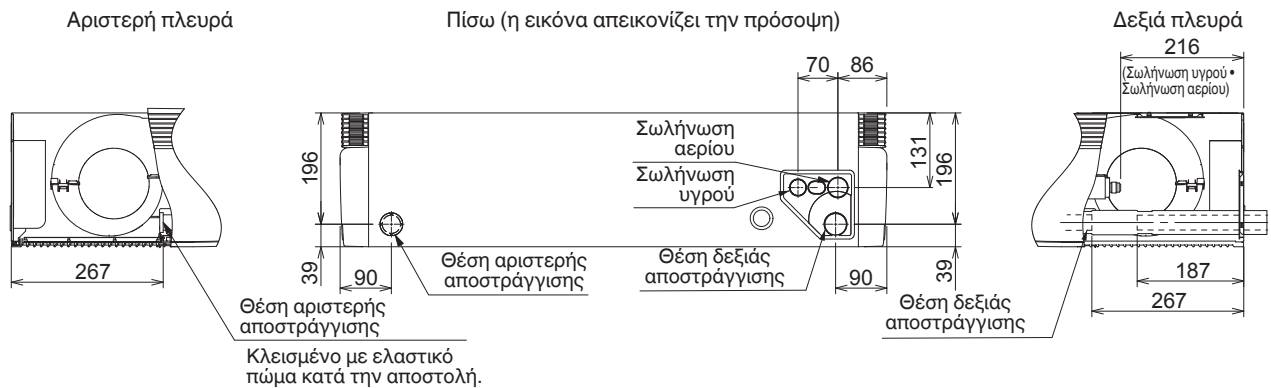 Αριστερή πλευρά
Πίσω (η εικόνα απεικονίζει την πρόσοψη)
Δεξιά πλευρά
267
Θέση αριστερής
αποστράγγισης
Κλεισμένο με ελαστικό
πώμα κατά την αποστολή.
196
39
90
Θέση αριστερής
αποστράγγισης
70
86
Σωλήνωση
αερίου
Σωλήνωση
υγρού
131
196
Θέση δεξιάς
αποστράγγισης
90
39
216
(Σωλήνωση υγρού •
Σωλήνωση αερίου)
187
267
Θέση δεξιάς
αποστράγγισης